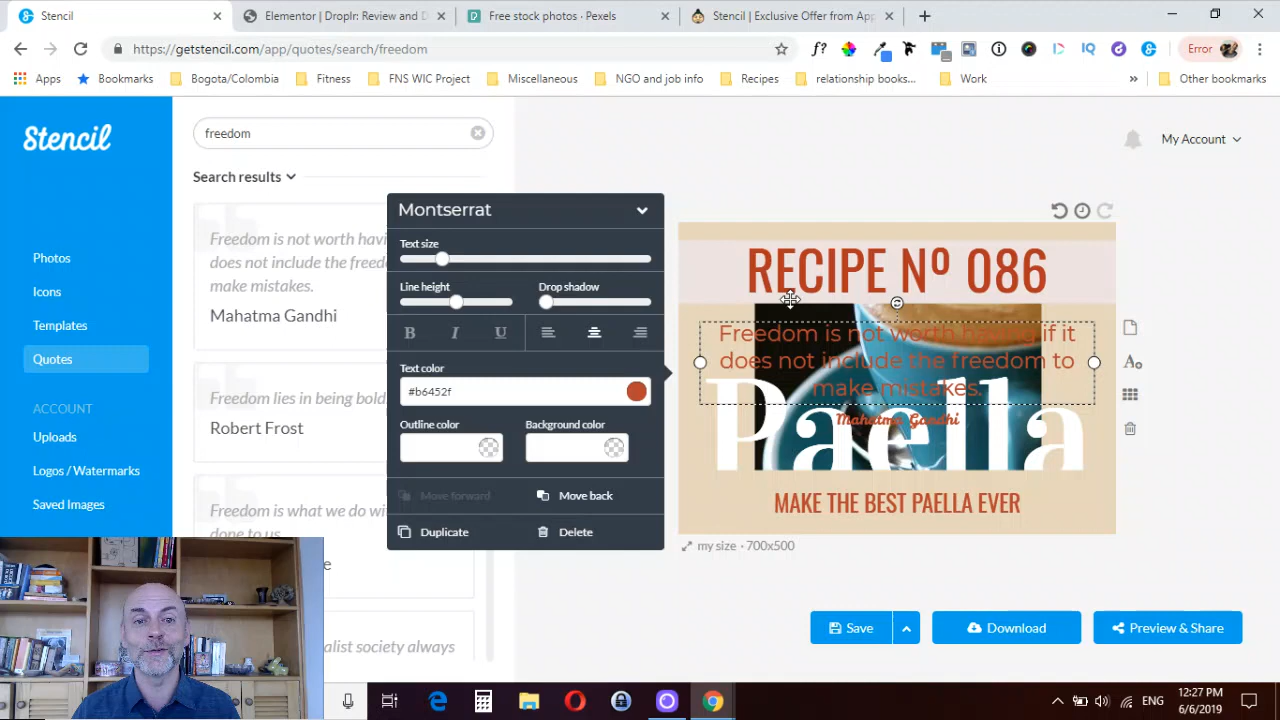 Stencil
Elementor | Droplr: Review and D
Free stock photos · Pexels
Stencil | Exclusive Offer from App
https://getstencil.com/app/quotes/search/freedom
f?
IQ
Error
Apps
Bookmarks
Bogota/Colombia
Fitness
FNS WIC Project
Miscellaneous
NGO and job info
Recipes
relationship books...
Work
»
Other bookmarks
Stencil
Photos
Icons
Templates
Quotes
ACCOUNT
Uploads
Logos / Watermarks
Saved Images
freedom
Search results
Freedom is not worth havi
does not include the freed
make mistakes.
Mahatma Gandhi
Freedom lies in being bold.
Robert Frost
Freedom is what we do wi
done to us.
e
alist society always
Montserrat
Text size
Line height
Drop shadow
B I U
Text color
#b6452f
Outline color
Background color
Move forward
Move back
Duplicate
Delete
My Account
RECIPE Nº 086
Freedom is not worth having if it
does not include the freedom to
make mistakes.
Mahatma Gandhi
Paella
MAKE THE BEST PAELLA EVER
my size · 700x500
Save
Download
Preview & Share
ENG
12:27 PM
6/6/2019